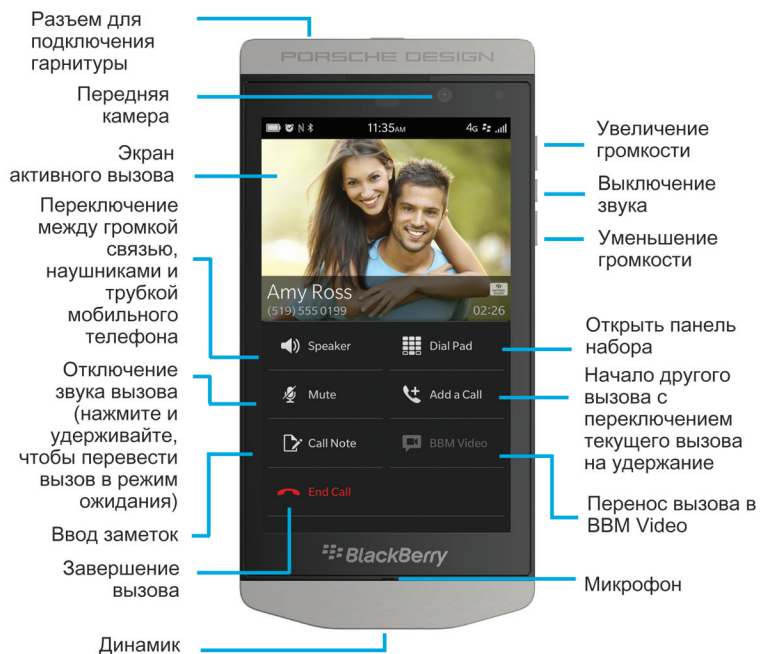 Разъем для
подключения
гарнитуры
Передняя
камера
Экран
активного вызова
Переключение
между громкой
связью,
наушниками и
трубкой
мобильного
телефона
Отключение
звука вызова
(нажмите и
удерживайте,
чтобы перевести
вызов в режим
ожидания)
Ввод заметок
Завершение
вызова
Динамик
PORSCHE DESIGN
11:35AM 4G
Amy Ross
(519) 555 0199 02:26
Speaker Dial Pad
Mute Add a Call
Call Note BBM Video
End Call
BlackBerry
Увеличение
громкости
Выключение
звука
Уменьшение
громкости
Открыть панель
набора
Начало другого
вызова с
переключением
текущего вызова
на удержание
Перенос вызова в
BBM Video
Микрофон